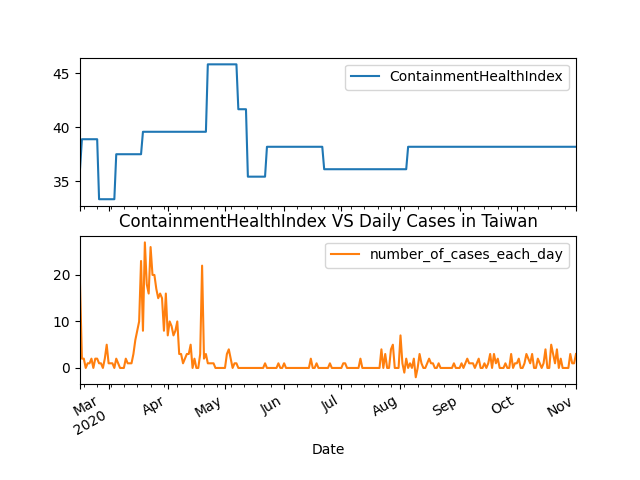 45
40
35
ContainmentHealthIndex
ContainmentHealthIndex VS Daily Cases in Taiwan
20
10
0
number_of_cases_each_day
Mar
2020
Apr
May
Jun
Jul
Aug
Sep
Oct
Nov
Date